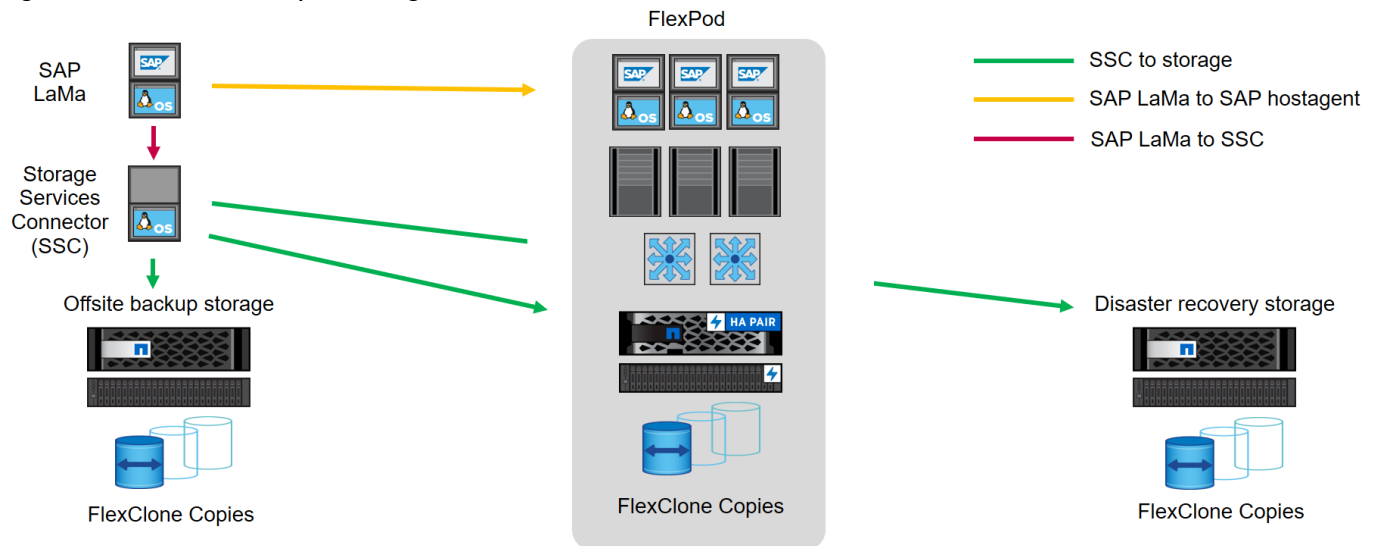 FlexPod
SAP
LaMa
SAP
OS
SAP SAP SAP
OS OS OS
SSC to storage
SAP LaMa to SAP hostagent
SAP LaMa to SSC
Storage
Services
Connector
(SSC)
OS
Offsite backup storage
HA PAIR
Disaster recovery storage
FlexClone Copies
FlexClone Copies
FlexClone Copies